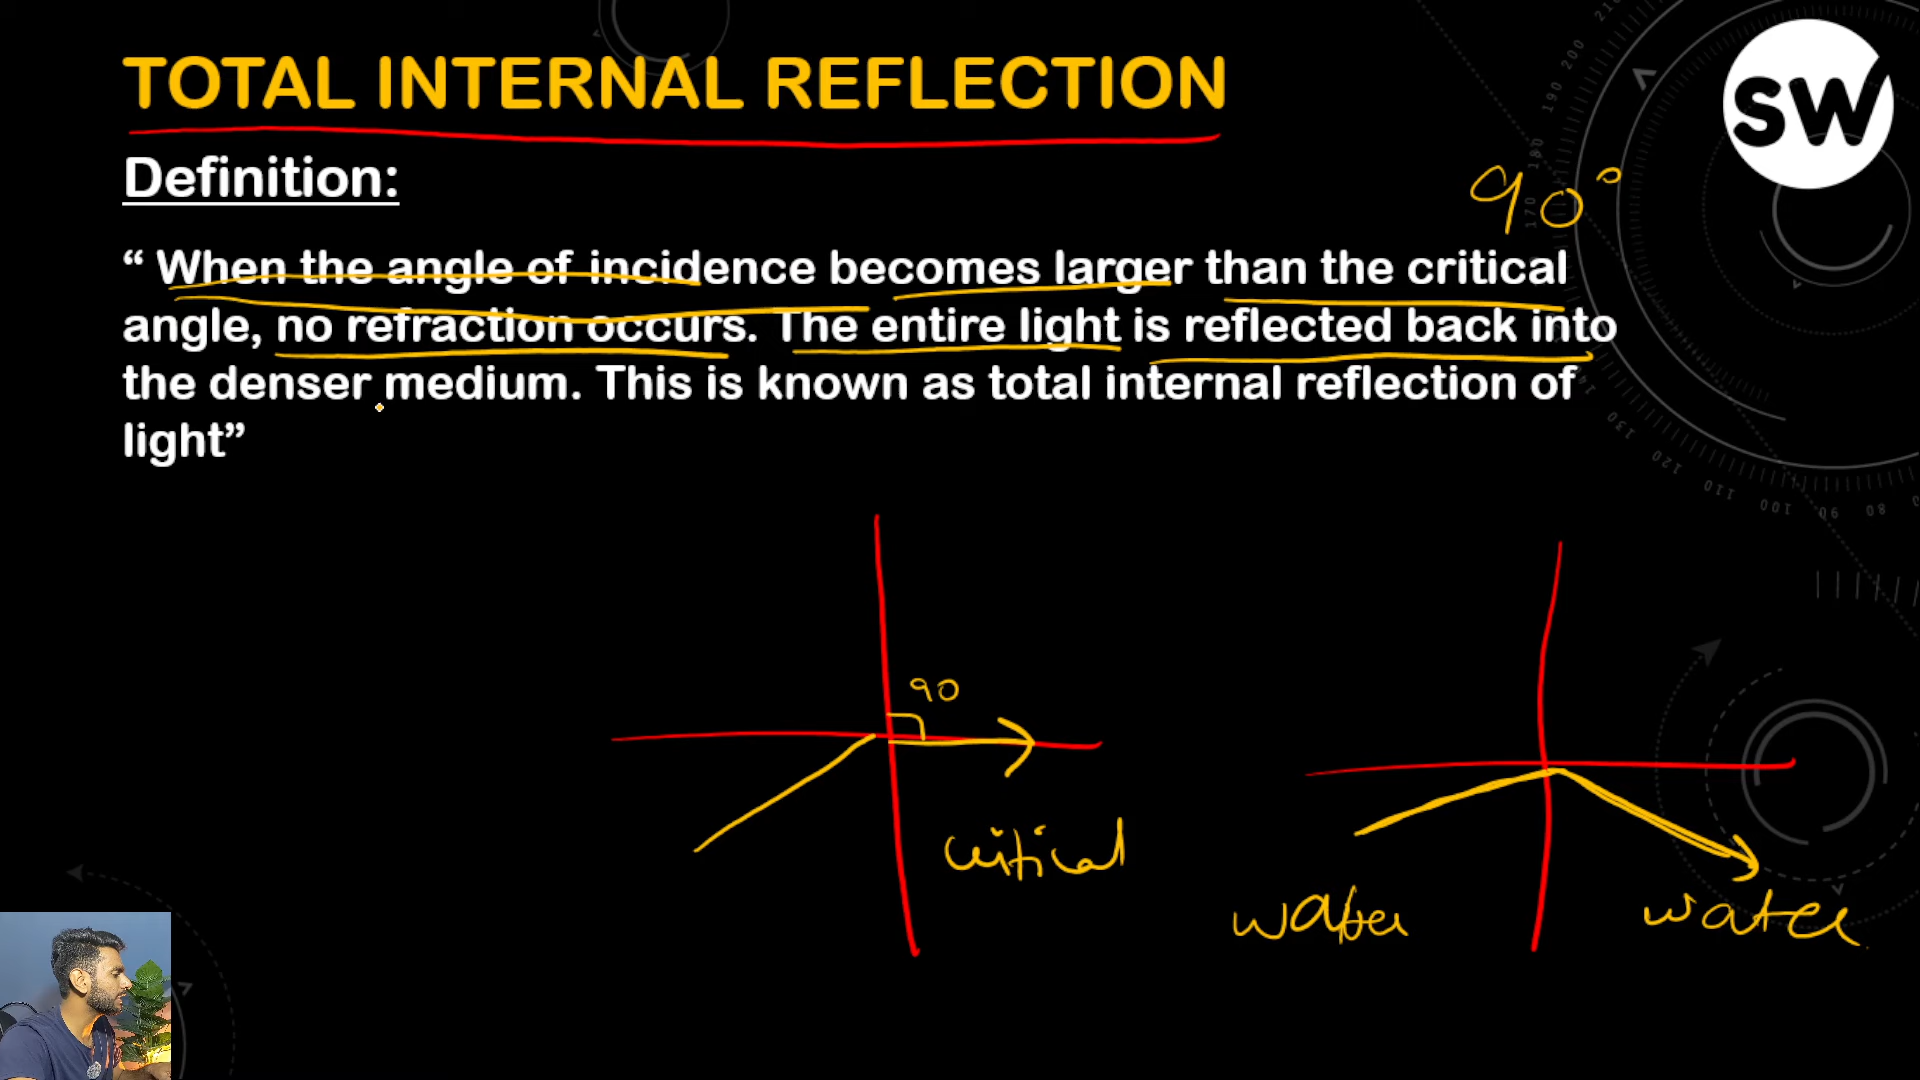 TOTAL INTERNAL REFLECTION
SW
Definition:
90°
“ When the angle of incidence becomes larger than the critical
angle, no refraction occurs. The entire light is reflected back into
the denser medium. This is known as total internal reflection of
light”
90
critical
water
water